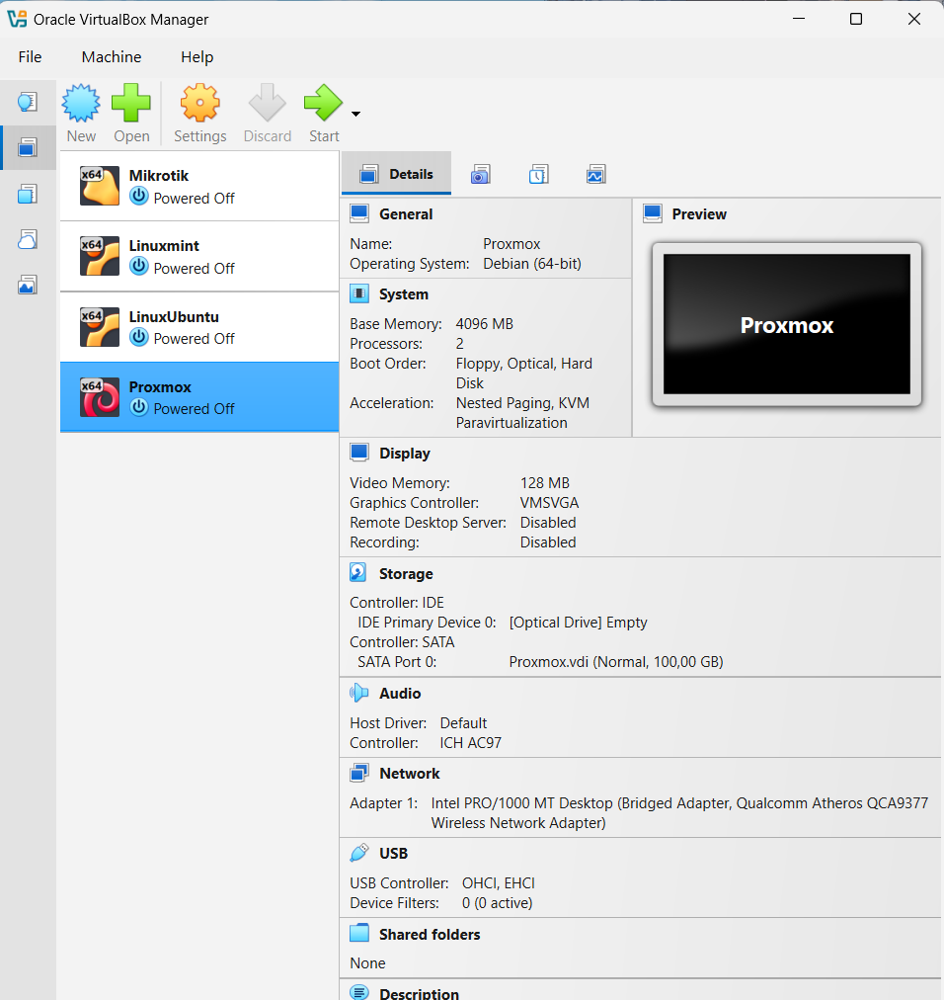 Oracle VirtualBox Manager
File Machine Help
New Open Settings Discard Start
x64 Mikrotik
Powered Off
x64 Linuxmint
Powered Off
x64 LinuxUbuntu
Powered Off
x64 Proxmox
Powered Off
Details
General
Name: Proxmox
Operating System: Debian (64-bit)
Preview
Proxmox
System
Base Memory: 4096 MB
Processors: 2
Boot Order: Floppy, Optical, Hard
Disk
Acceleration: Nested Paging, KVM
Paravirtualization
Display
Video Memory: 128 MB
Graphics Controller: VMSVGA
Remote Desktop Server: Disabled
Recording: Disabled
Storage
Controller: IDE
IDE Primary Device 0: [Optical Drive] Empty
Controller: SATA
SATA Port 0: Proxmox.vdi (Normal, 100,00 GB)
Audio
Host Driver: Default
Controller: ICH AC97
Network
Adapter 1: Intel PRO/1000 MT Desktop (Bridged Adapter, Qualcomm Atheros QCA9377
Wireless Network Adapter)
USB
USB Controller: OHCI, EHCI
Device Filters: 0 (0 active)
Shared folders
None
Description